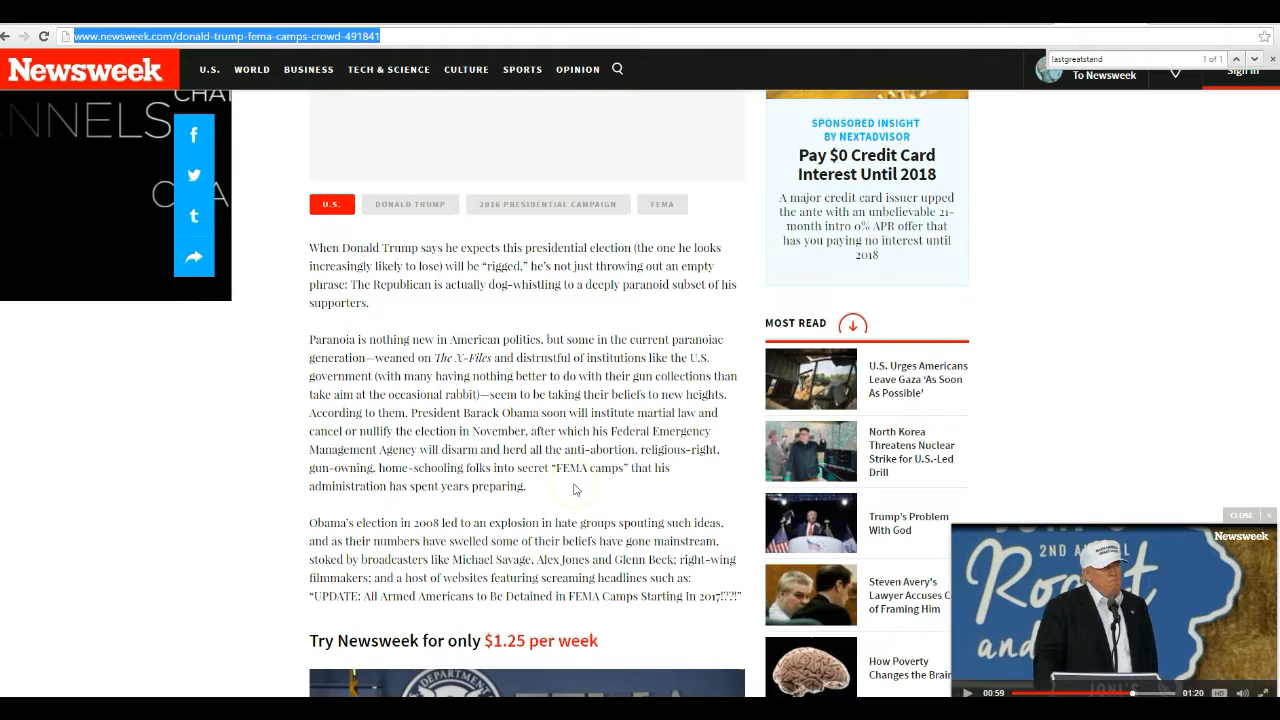 www.newsweek.com/donald-trump-fema-camps-crowd-491841
lastgreatstand 1 of 1
Newsweek
U.S. WORLD BUSINESS TECH & SCIENCE CULTURE SPORTS OPINION
To Newsweek
Sign in
CHA
ANNELS
U.S. DONALD TRUMP 2016 PRESIDENTIAL CAMPAIGN FEMA
When Donald Trump says he expects this presidential election (the one he looks
increasingly likely to lose) will be “rigged,” he’s not just throwing out an empty
phrase: The Republican is actually dog-whistling to a deeply paranoid subset of his
supporters.
Paranoia is nothing new in American politics, but some in the current paranoiac
generation—weaned on The X-Files and distrustful of institutions like the U.S.
government (with many having nothing better to do with their gun collections than
take aim at the occasional rabbit)—seem to be taking their beliefs to new heights.
According to them, President Barack Obama soon will institute martial law and
cancel or nullify the election in November, after which his Federal Emergency
Management Agency will disarm and herd all the anti-abortion, religious-right,
gun-owning, home-schooling folks into secret “FEMA camps” that his
administration has spent years preparing.
Obama’s election in 2008 led to an explosion in hate groups spouting such ideas,
and as their numbers have swelled some of their beliefs have gone mainstream,
stoked by broadcasters like Michael Savage, Alex Jones and Glenn Beck; right-wing
filmmakers; and a host of websites featuring screaming headlines such as:
“UPDATE: All Armed Americans to Be Detained in FEMA Camps Starting In 2017!??!”
Try Newsweek for only $1.25 per week
DEPARTMENT
SPONSORED INSIGHT
BY NEXTADVISOR
Pay $0 Credit Card
Interest Until 2018
A major credit card issuer upped
the ante with an unbelievable 21-
month intro 0% APR offer that
has you paying no interest until
2018
MOST READ
U.S. Urges Americans
Leave Gaza ‘As Soon
As Possible’
North Korea
Threatens Nuclear
Strike for U.S.-Led
Drill
Trump’s Problem
With God
Steven Avery’s
Lawyer Accuses C
of Framing Him
How Poverty
Changes the Brain
CLOSE ×
Newsweek
2ND
Roast
and
00:59 01:20 HD